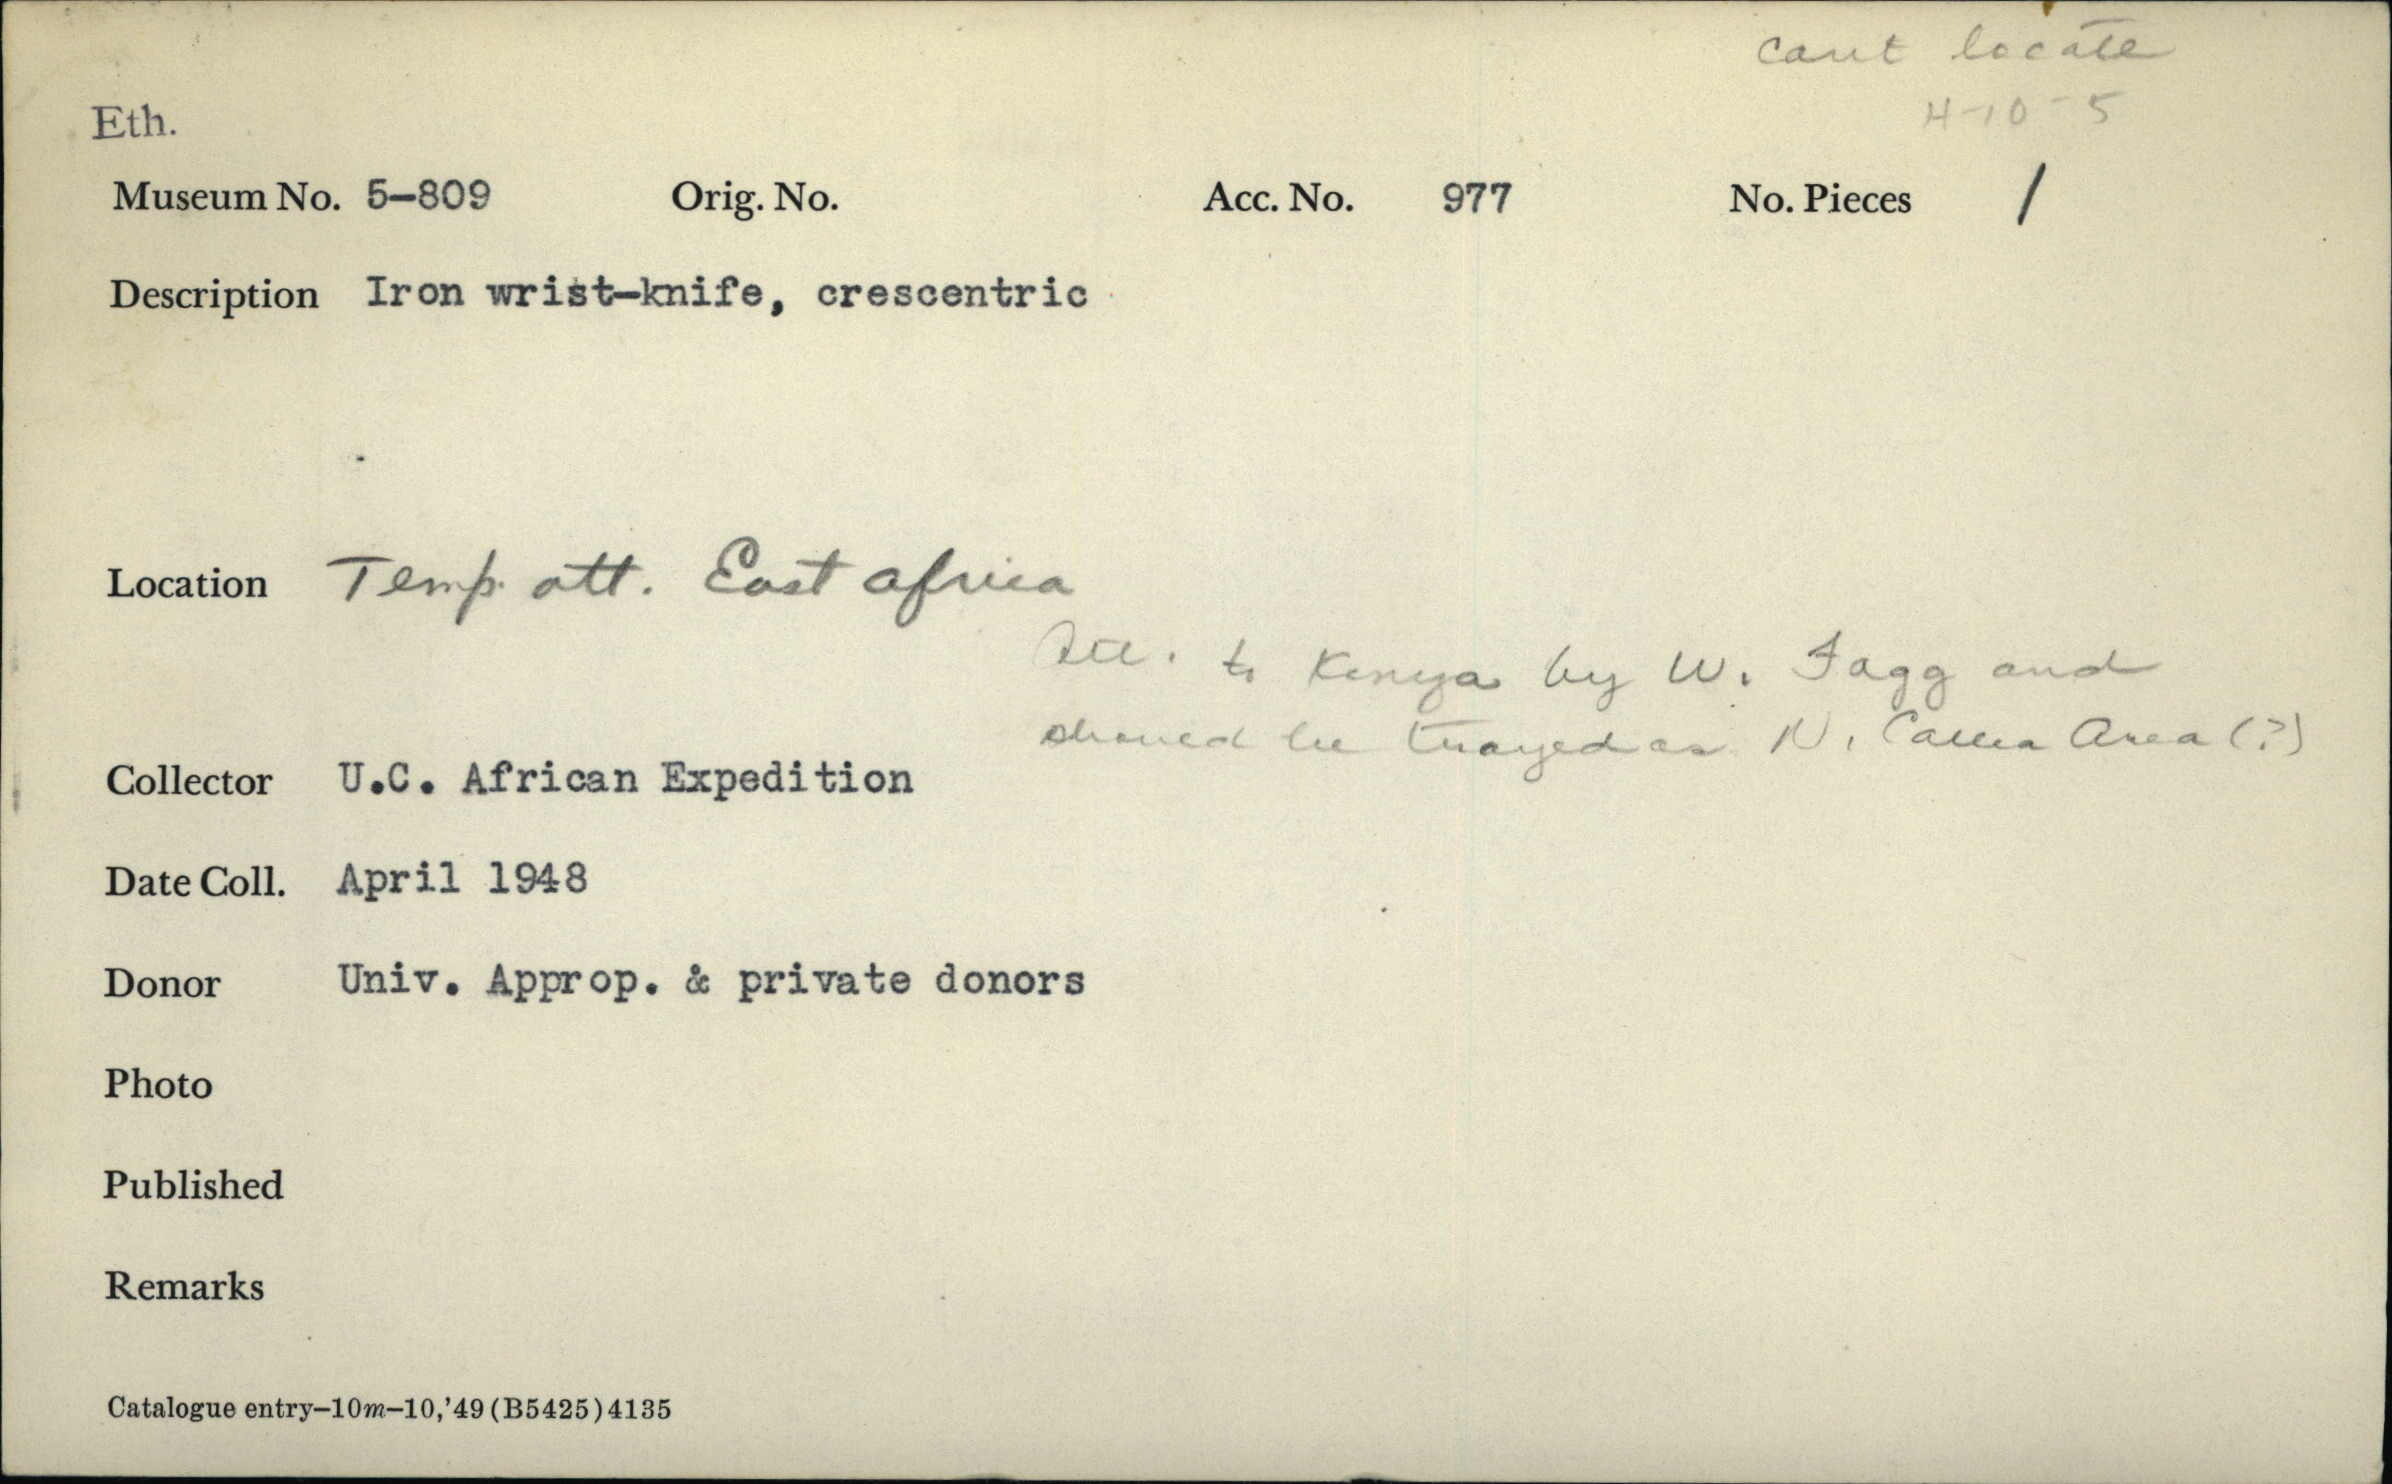 cant locate
4-10-5
Eth.
Museum No. 5-809 Orig. No. Acc. No. 977 No. Pieces 1
Description Iron wrist-knife, crescentric
Location Temp. att. East Africa
Att. to Kenya by W. Fagg and
should be trayed as N. Area (?)
Collector U.C. African Expedition
Date Coll. April 1948
Donor Univ. Approp. & private donors
Photo
Published
Remarks
Catalogue entry—10m—10,'49 (B5425) 4135